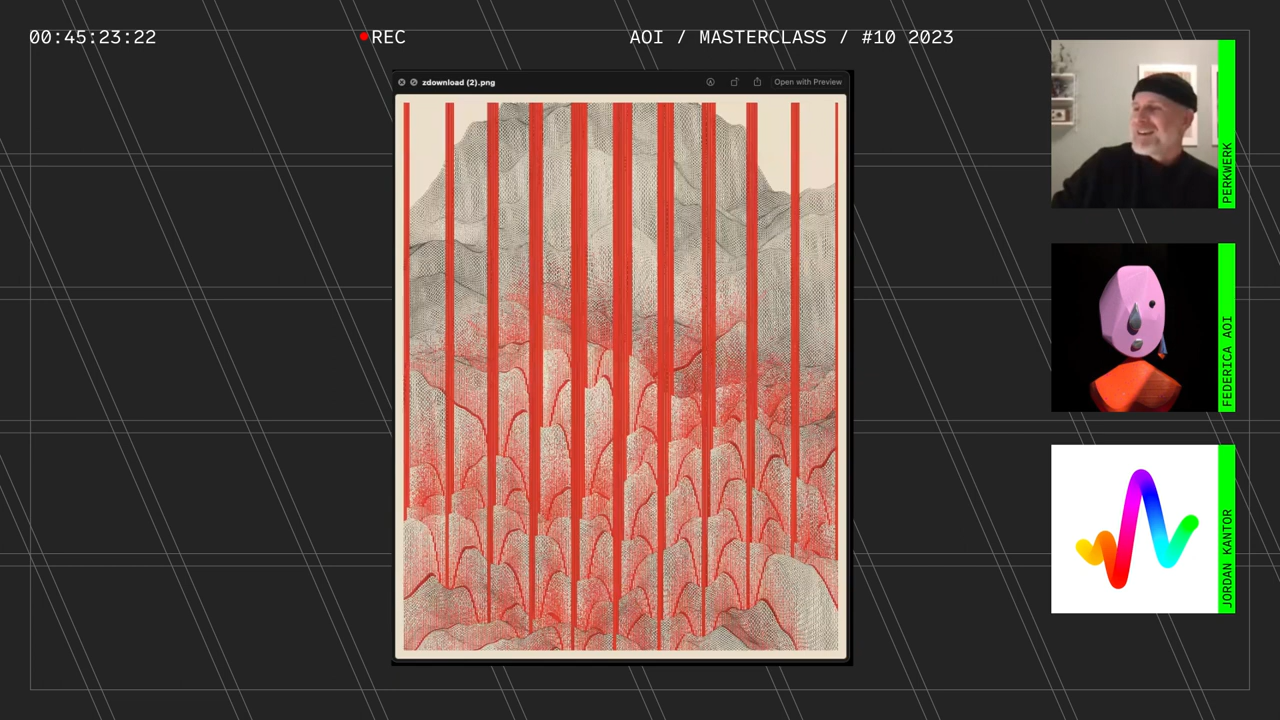 00:45:23:22
REC
AOI / MASTERCLASS / #10 2023
zdownload (2).png
Open with Preview
PERKWERK
FEDERICA AOI
JORDAN KANTOR